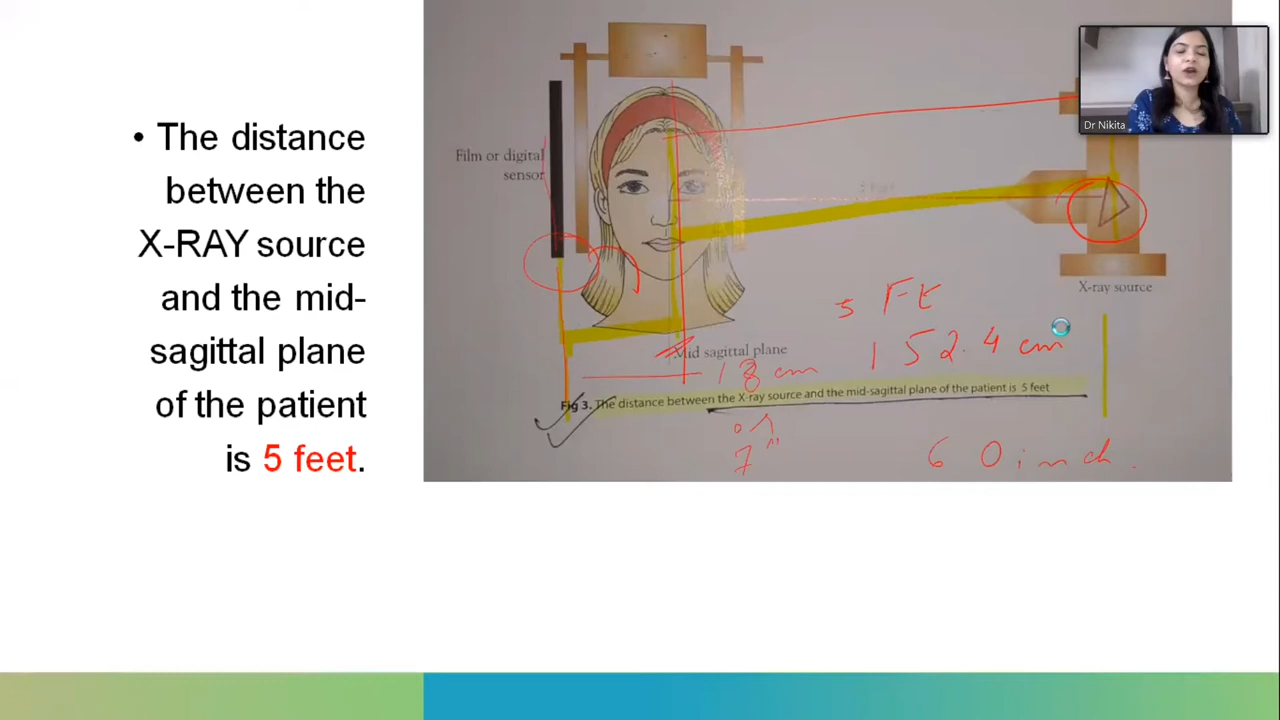 • The distance
between the
X-RAY source
and the mid-
sagittal plane
of the patient
is 5 feet.
Film or digital
sensor
5 Feet
X-ray source
Mid sagittal plane
Fig 3. The distance between the X-ray source and the mid-sagittal plane of the patient is 5 feet
5 Ft
152.4 cm
18 cm
or
7"
60 inch.
Dr Nikita